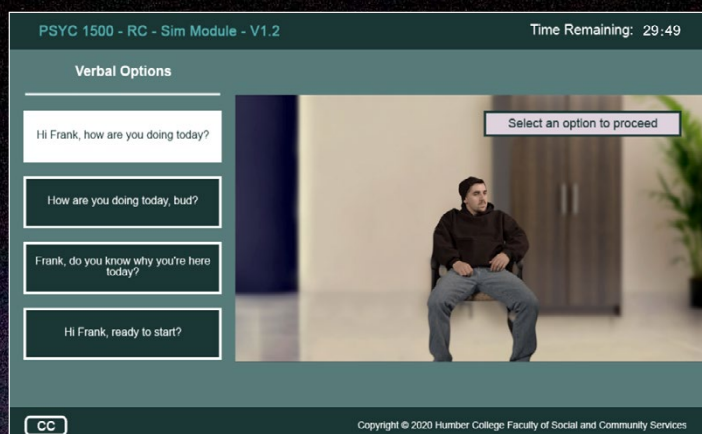 PSYC 1500 - RC - Sim Module - V1.2
Time Remaining: 29:49
Verbal Options
Hi Frank, how are you doing today?
How are you doing today, bud?
Frank, do you know why you're here
today?
Hi Frank, ready to start?
Select an option to proceed
CC
Copyright © 2020 Humber College Faculty of Social and Community Services